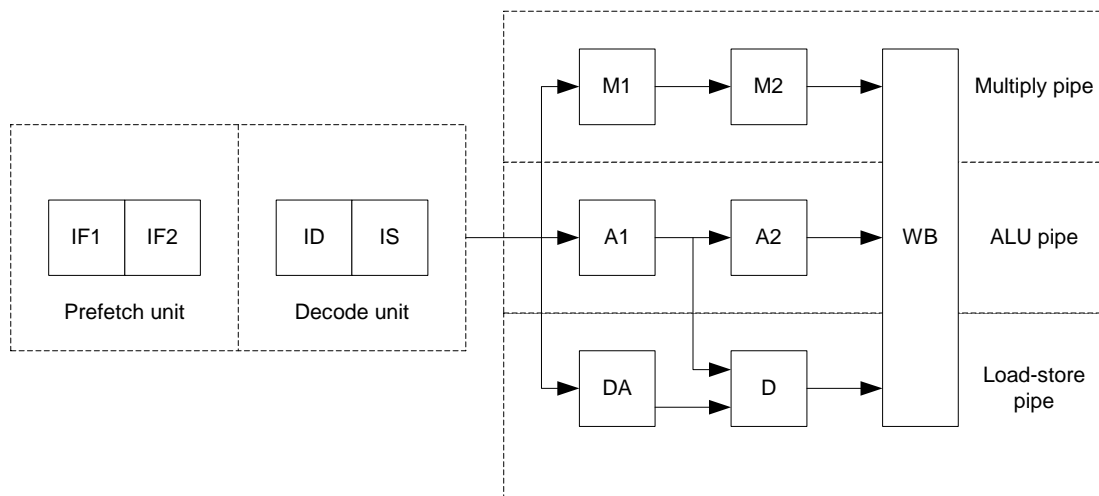 M1
M2
Multiply pipe
IF1
IF2
ID
IS
A1
A2
WB
ALU pipe
Prefetch unit
Decode unit
DA
D
Load-store
pipe